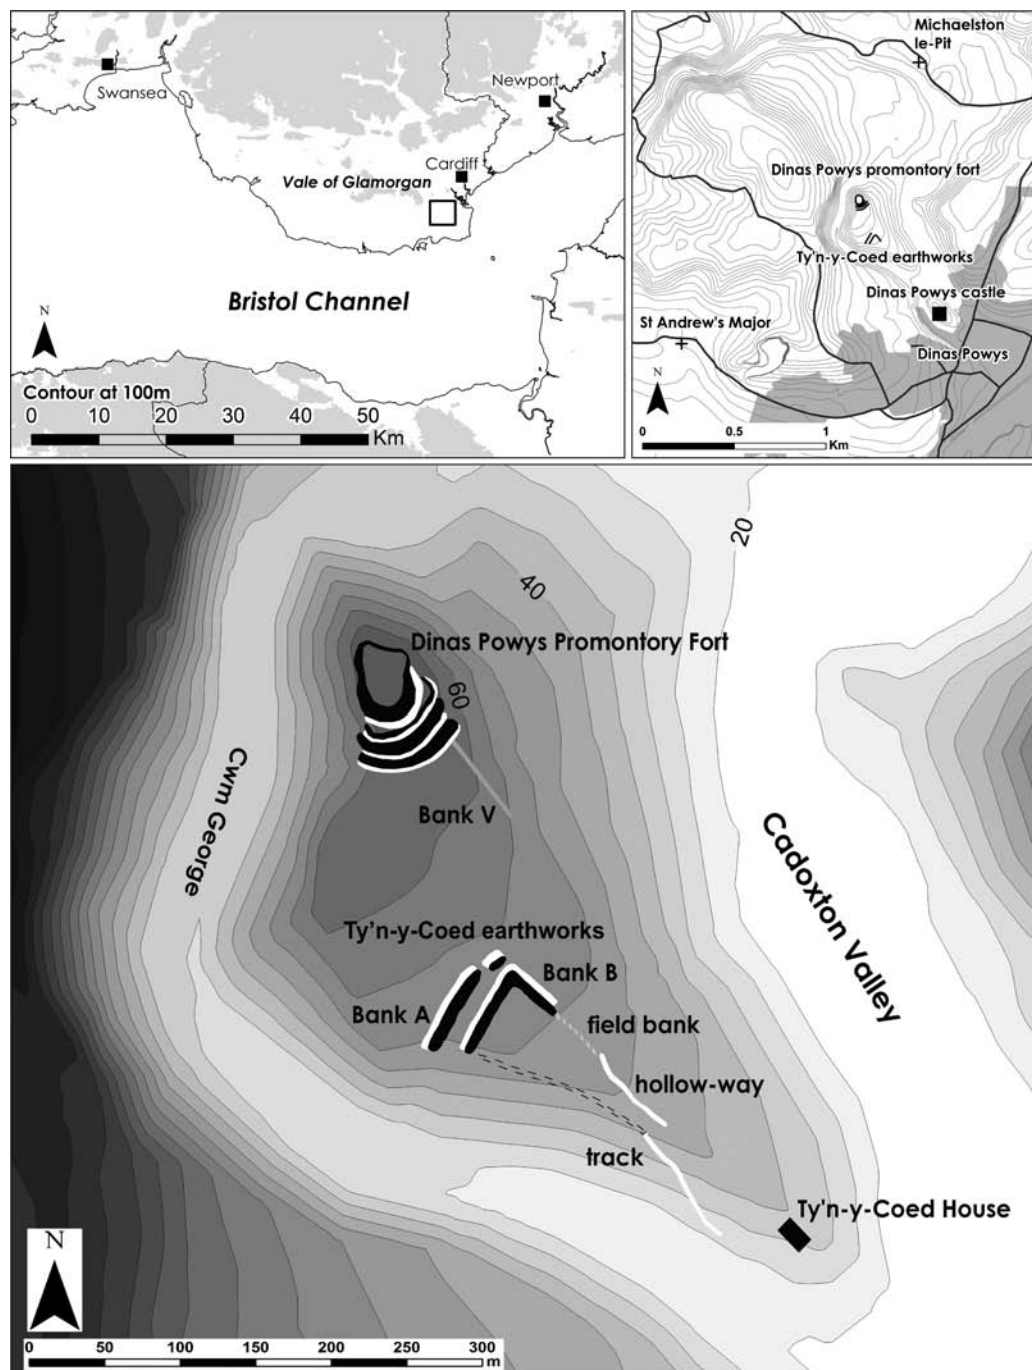 Swansea
Newport
Cardiff
Vale of Glamorgan
Bristol Channel
N
Contour at 100m
0 10 20 30 40 50
Km
Michaelston
le-Pit
Dinas Powys promontory fort
Ty'n-y-Coed earthworks
Dinas Powys castle
St Andrew's Major
Dinas Powys
N
0 0.5 1
Km
20
40
Dinas Powys Promontory Fort
60
Cwm George
Bank V
Cadoxton Valley
Ty'n-y-Coed earthworks
Bank B
Bank A
field bank
hollow-way
track
Ty'n-y-Coed House
N
0 50 100 150 200 250 300
m